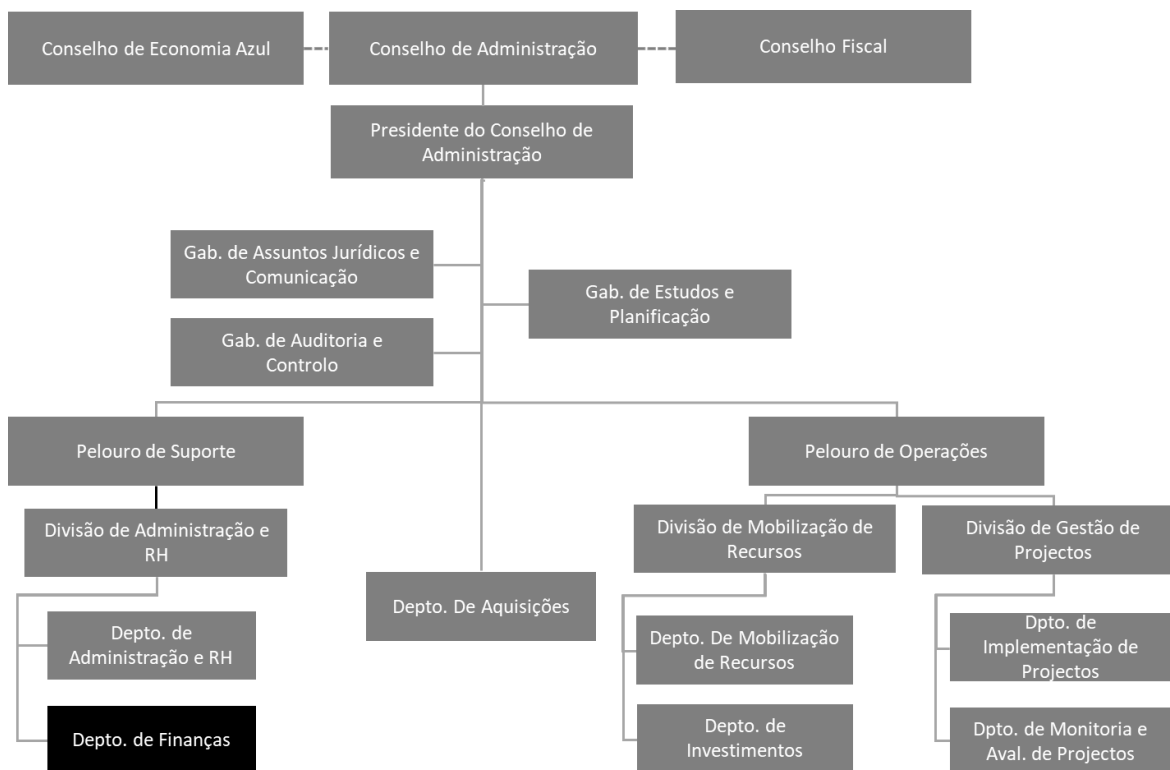 Conselho de Economia Azul
Conselho de Administração
Conselho Fiscal
Presidente do Conselho de
Administração
Gab. de Assuntos Jurídicos e
Comunicação
Gab. de Estudos e
Planificação
Gab. de Auditoria e
Controlo
Pelouro de Suporte
Pelouro de Operações
Divisão de Administração e
RH
Divisão de Mobilização de
Recursos
Divisão de Gestão de
Projectos
Depto. De Aquisições
Depto. de
Administração e RH
Depto. De Mobilização
de Recursos
Dpto. de
Implementação de
Projectos
Depto. de Finanças
Depto. de
Investimentos
Dpto. de Monitoria e
Aval. de Projectos